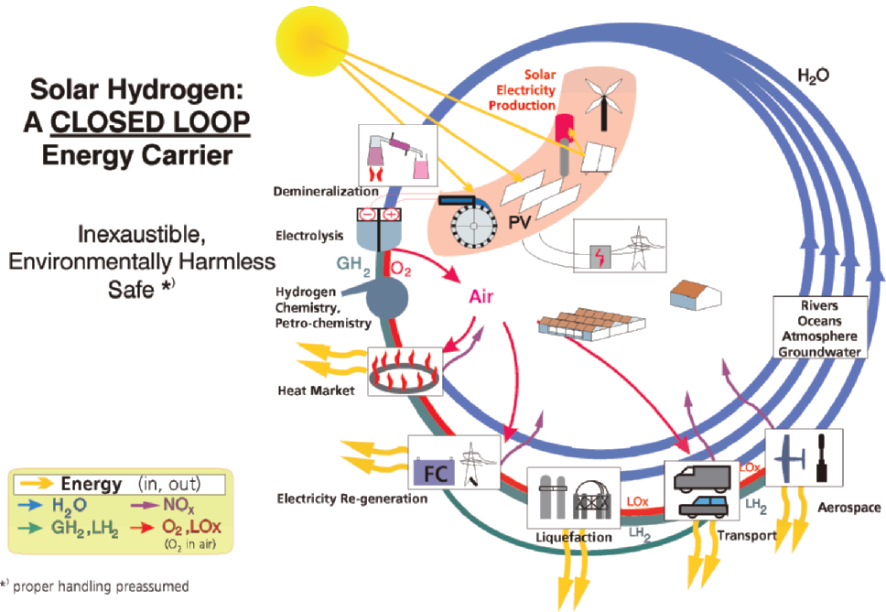 Solar Hydrogen:
A CLOSED LOOP
Energy Carrier
Inexaustible,
Environmentally Harmless
Safe *)
Solar
Electricity
Production
H₂O
Demineralization
PV
Electrolysis
GH₂
O₂
Air
Hydrogen
Chemistry,
Petro-chemistry
Rivers
Oceans
Atmosphere
Groundwater
Heat Market
FC
Electricity Re-generation
LOx
LH₂
Liquefaction
LOx
LH₂
Transport
Aerospace
Energy (in, out)
H₂O
NOx
GH₂,LH₂
O₂,LOx
(O₂ in air)
*) proper handling preassumed